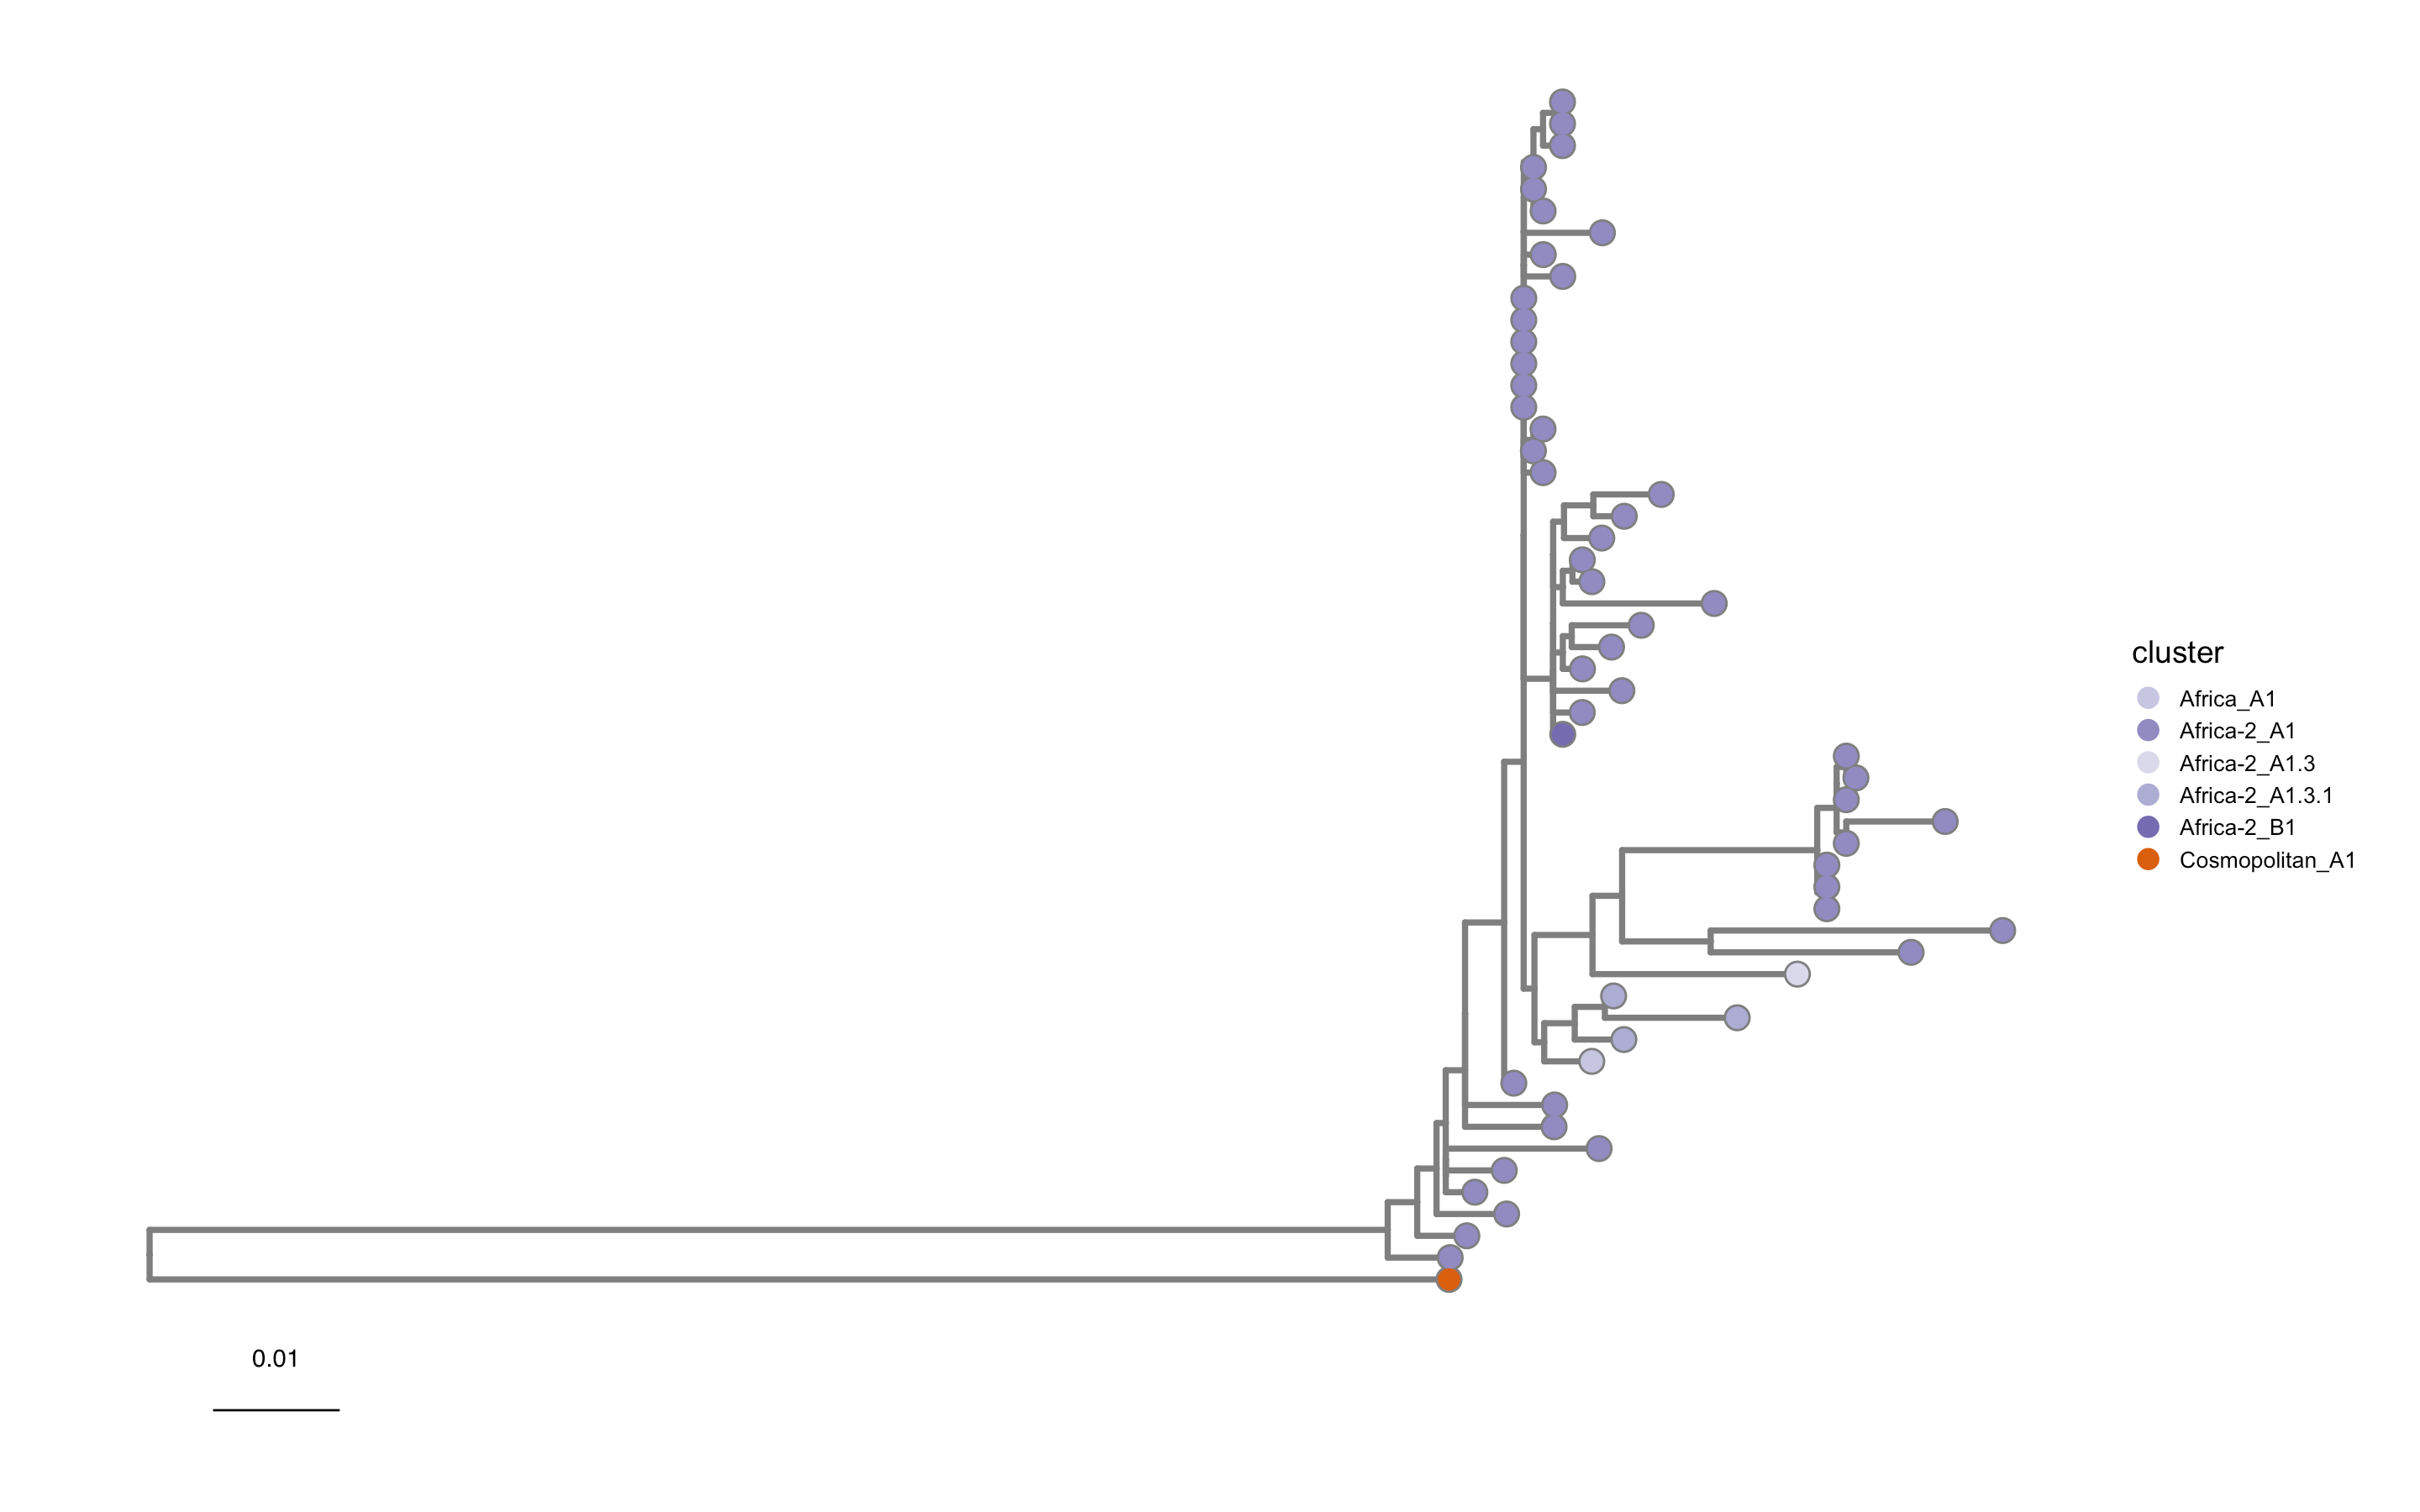 cluster
Africa_A1
Africa-2_A1
Africa-2_A1.3
Africa-2_A1.3.1
Africa-2_B1
Cosmopolitan_A1
0.01